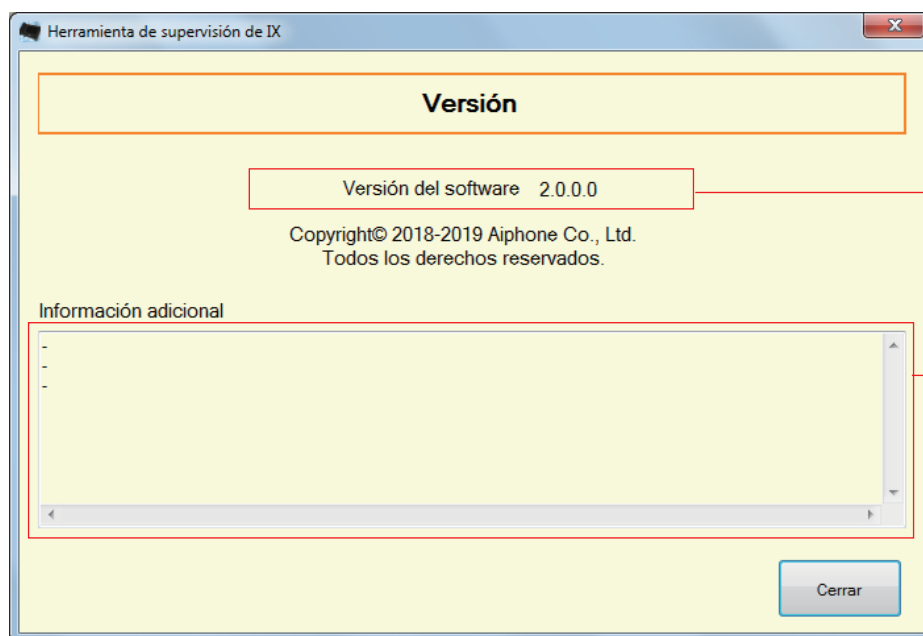 Herramienta de supervisión de IX
Versión
Versión del software 2.0.0.0
Copyright© 2018-2019 Aiphone Co., Ltd.
Todos los derechos reservados.
Información adicional
-
-
-
Cerrar